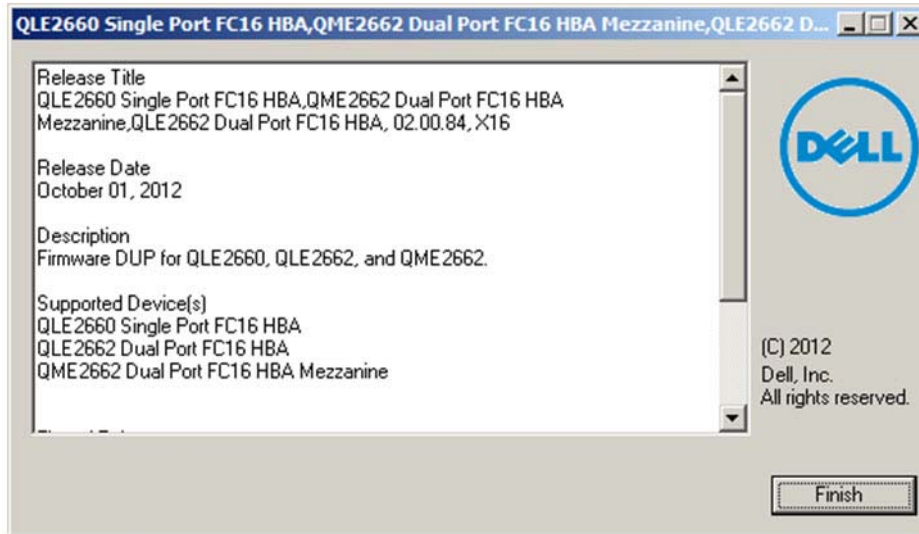 QLE2660 Single Port FC16 HBA,QME2662 Dual Port FC16 HBA Mezzanine,QLE2662 D...
Release Title
QLE2660 Single Port FC16 HBA,QME2662 Dual Port FC16 HBA
Mezzanine,QLE2662 Dual Port FC16 HBA, 02.00.84, X16
Release Date
October 01, 2012
Description
Firmware DUP for QLE2660, QLE2662, and QME2662.
Supported Device(s)
QLE2660 Single Port FC16 HBA
QLE2662 Dual Port FC16 HBA
QME2662 Dual Port FC16 HBA Mezzanine
DELL
(C) 2012
Dell, Inc.
All rights reserved.
Finish